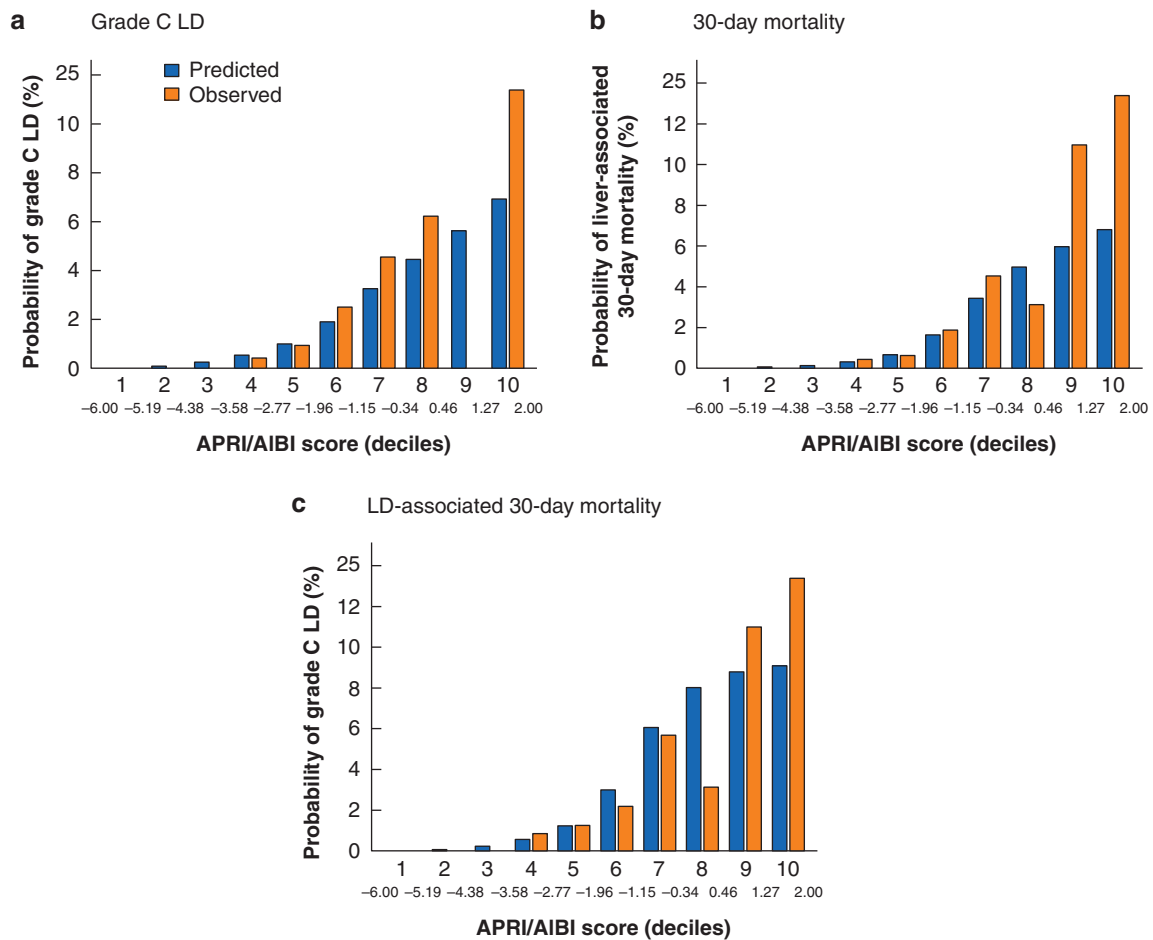 a Grade C LD
Probability of grade C LD (%)
25
10
8
6
4
2
0
Predicted
Observed
1 2 3 4 5 6 7 8 9 10
–6.00 –5.19 –4.38 –3.58 –2.77 –1.96 –1.15 –0.34 0.46 1.27 2.00
APRI/AIBI score (deciles)
b 30-day mortality
Probability of liver-associated
30-day mortality (%)
25
12
10
8
6
4
2
0
1 2 3 4 5 6 7 8 9 10
–6.00 –5.19 –4.38 –3.58 –2.77 –1.96 –1.15 –0.34 0.46 1.27 2.00
APRI/AIBI score (deciles)
c LD-associated 30-day mortality
Probability of grade C LD (%)
25
12
10
8
6
4
2
0
1 2 3 4 5 6 7 8 9 10
–6.00 –5.19 –4.38 –3.58 –2.77 –1.96 –1.15 –0.34 0.46 1.27 2.00
APRI/AIBI score (deciles)